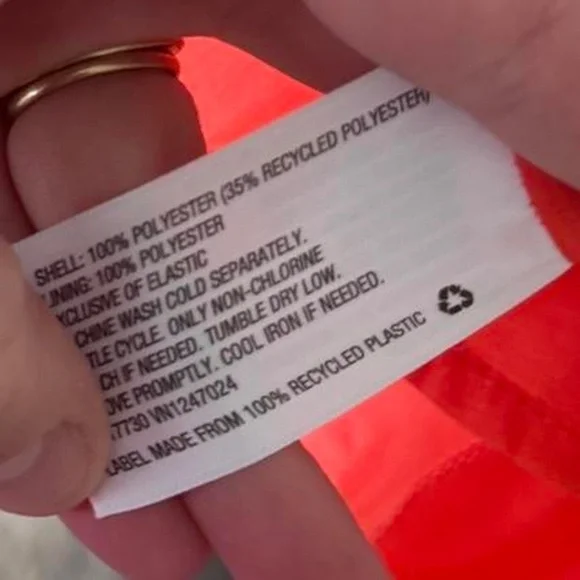 SHELL: 100% POLYESTER (35% RECYCLED POLYESTER)
LINING: 100% POLYESTER
XCLUSIVE OF ELASTIC
CHINE WASH COLD SEPARATELY.
TLE CYCLE. ONLY NON-CHLORINE
CH IF NEEDED. TUMBLE DRY LOW.
OVE PROMPTLY. COOL IRON IF NEEDED.
7730 VN1247024
LABEL MADE FROM 100% RECYCLED PLASTIC